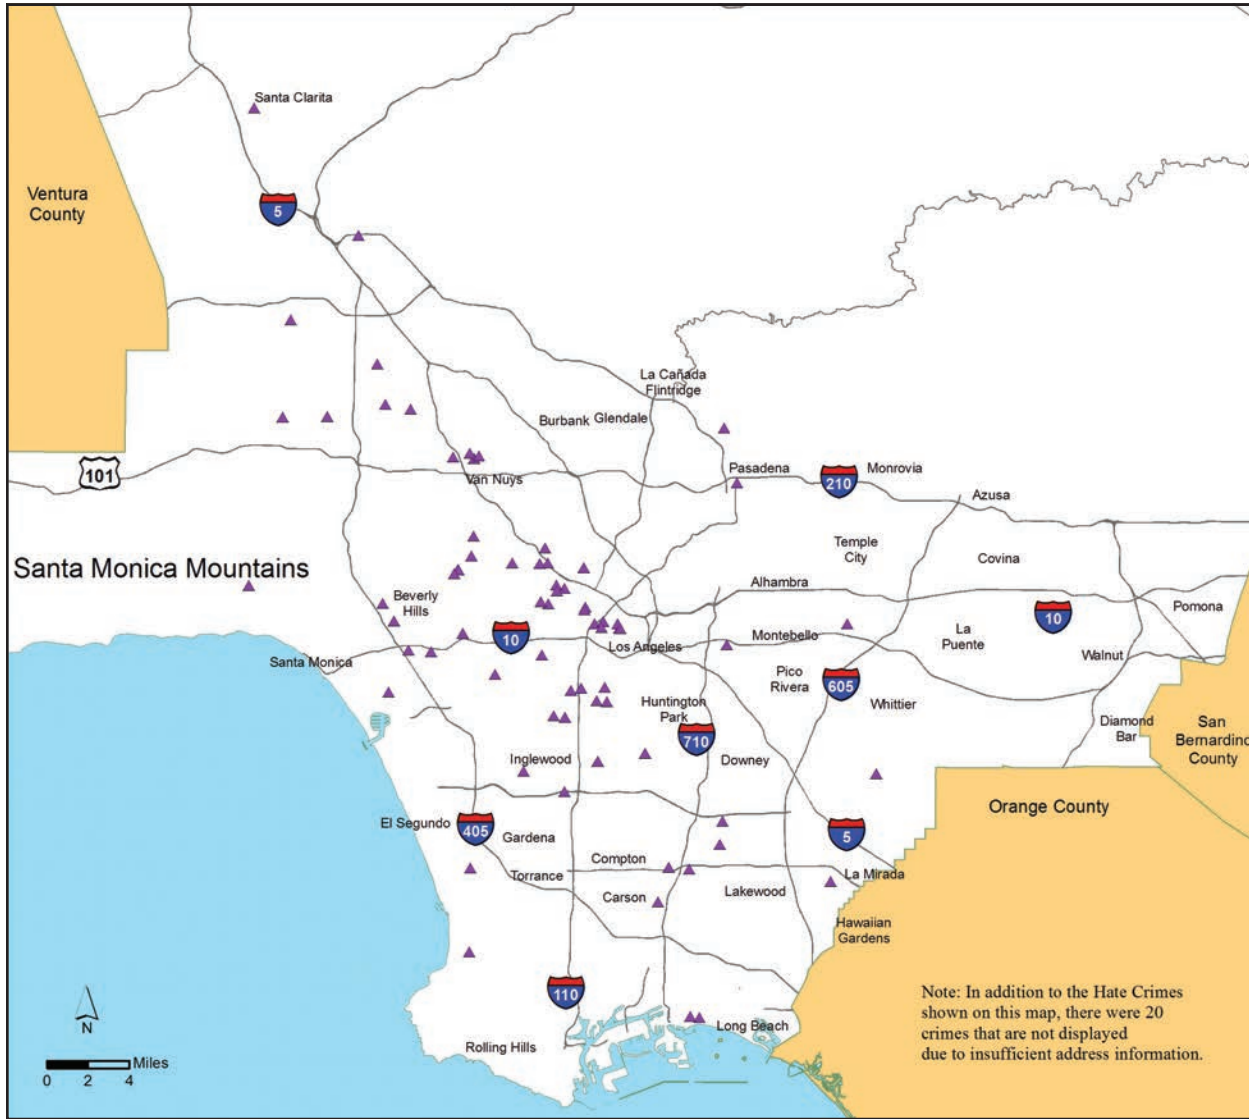 Santa Clarita
Ventura
County
5
La Cañada
Flintridge
Burbank
Glendale
101
Van Nuys
Pasadena
210
Monrovia
Azusa
Santa Monica Mountains
Temple
City
Covina
Beverly
Hills
Alhambra
Pomona
10
10
Los Angeles
Montebello
La
Puente
Walnut
Santa Monica
Pico
Rivera
605
Whittier
Huntington
Park
710
Diamond
Bar
San
Bernardino
County
Inglewood
Downey
Orange County
El Segundo
405
Gardena
5
Compton
Torrance
La Mirada
Carson
Lakewood
Hawaiian
Gardens
110
Long Beach
Rolling Hills
Note: In addition to the Hate Crimes
shown on this map, there were 20
crimes that are not displayed
due to insufficient address information.
N
Miles
0 2 4